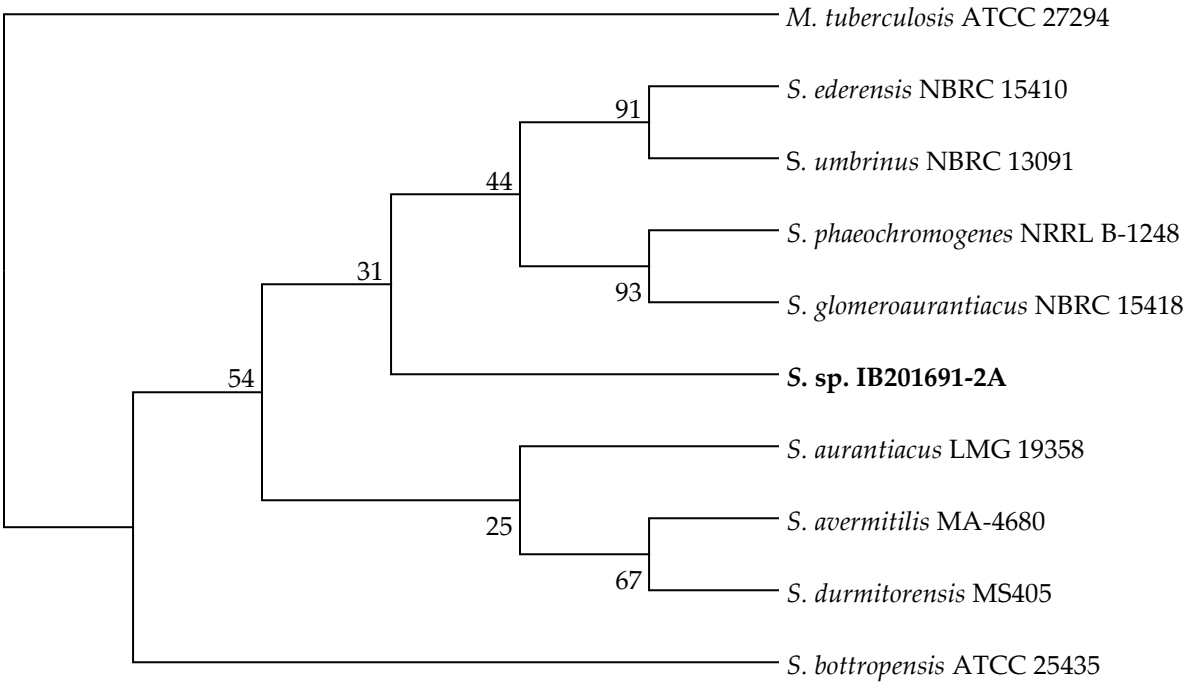 M. tuberculosis ATCC 27294
S. ederensis NBRC 15410
91
S. umbrinus NBRC 13091
44
S. phaeochromogenes NRRL B-1248
31
93
S. glomeroaurantiacus NBRC 15418
54
S. sp. IB201691-2A
S. aurantiacus LMG 19358
25
S. avermitilis MA-4680
67
S. durmitorensis MS405
S. bottropensis ATCC 25435